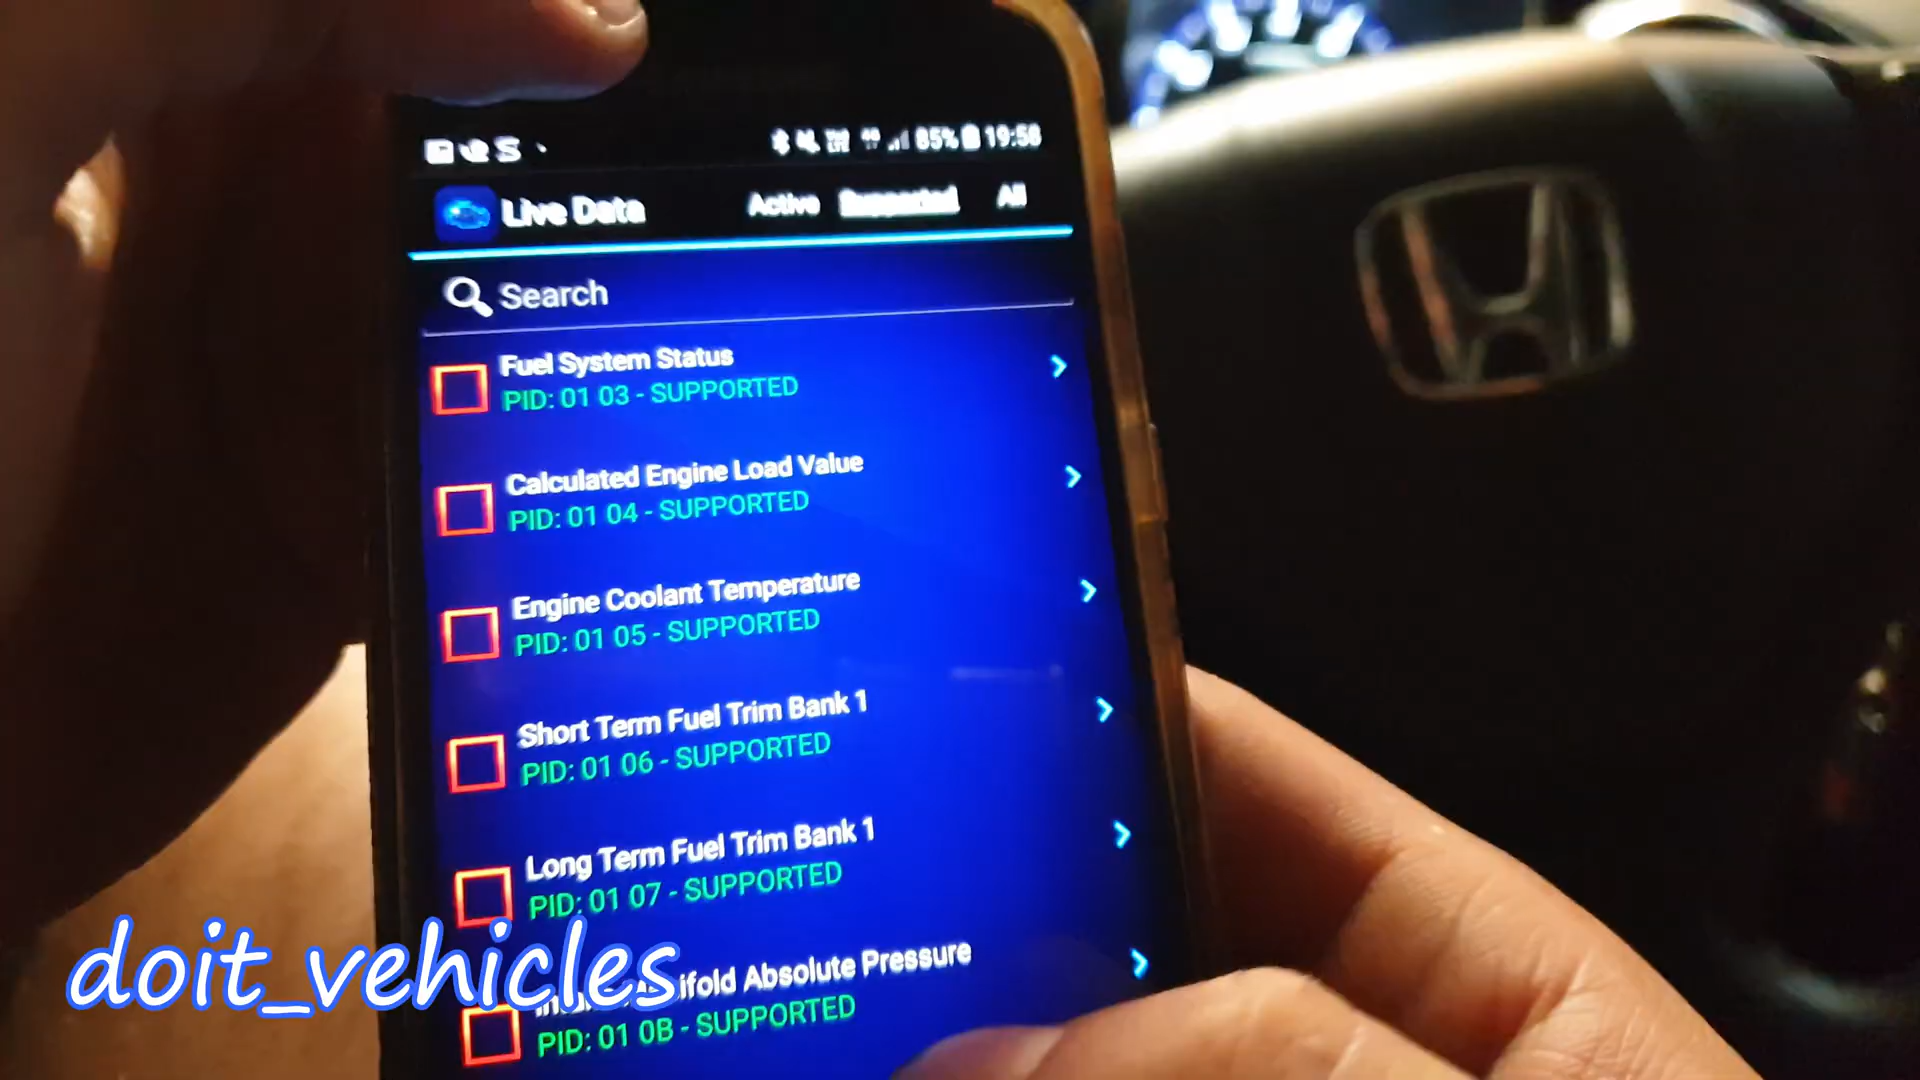 85% 19:58
Live Data Active Supported All
Search
Fuel System Status
PID: 01 03 - SUPPORTED
Calculated Engine Load Value
PID: 01 04 - SUPPORTED
Engine Coolant Temperature
PID: 01 05 - SUPPORTED
Short Term Fuel Trim Bank 1
PID: 01 06 - SUPPORTED
Long Term Fuel Trim Bank 1
PID: 01 07 - SUPPORTED
Absolute Pressure
PID: 01 0B - SUPPORTED
doit_vehicles